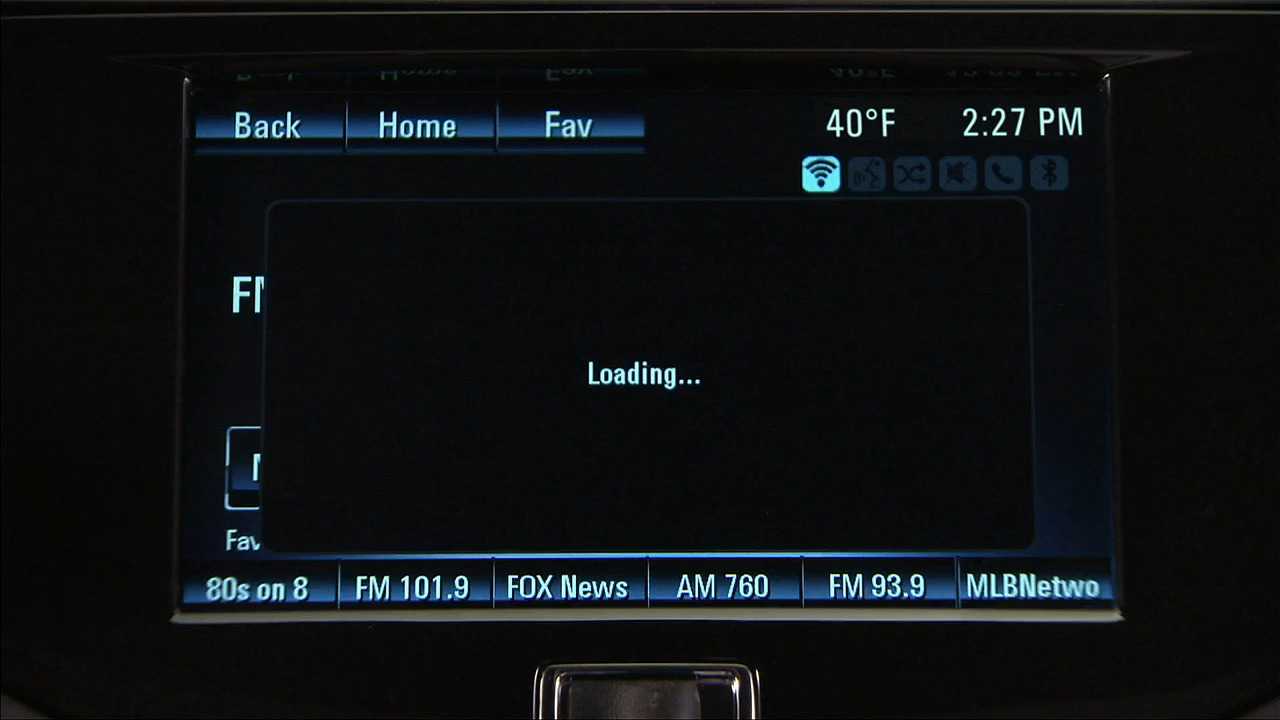 Back Home Fav 40°F 2:27 PM
FM
Loading...
Fav
80s on 8 FM 101.9 FOX News AM 760 FM 93.9 MLBNetwo